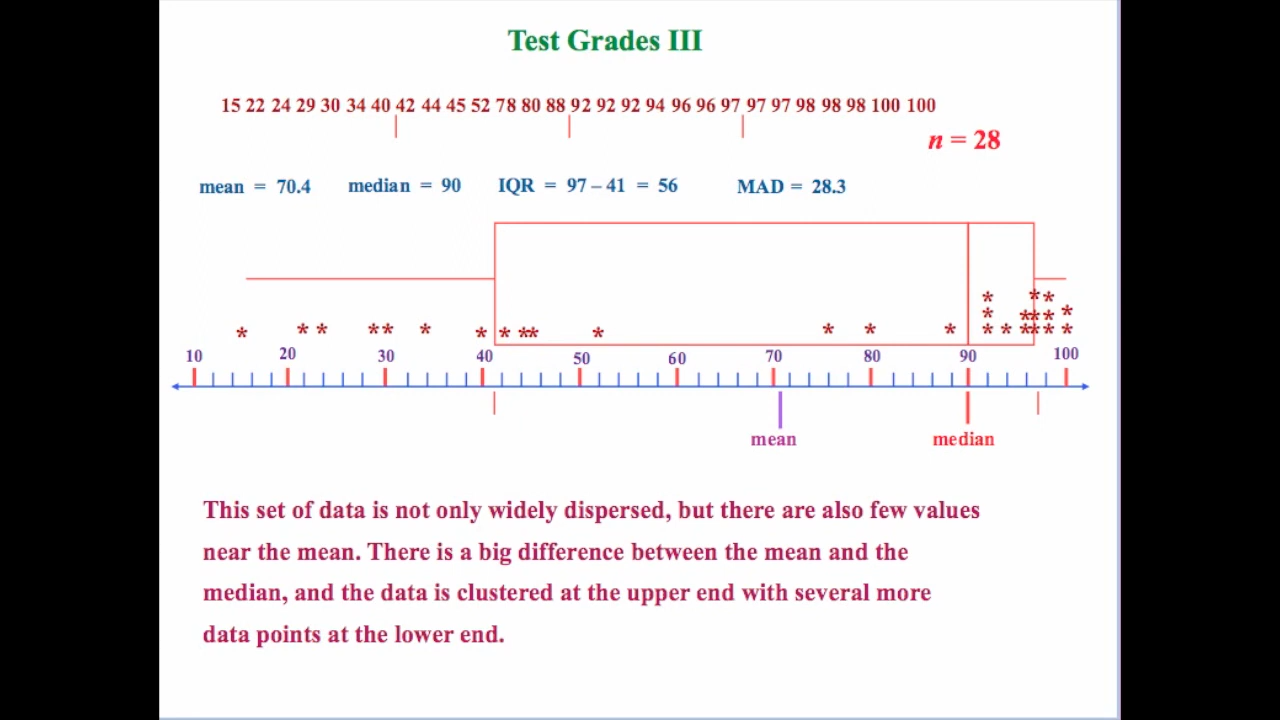 Test Grades III
15 22 24 29 30 34 40 42 44 45 52 78 80 88 92 92 92 94 96 96 97 97 97 98 98 98 100 100
n = 28
mean = 70.4 median = 90 IQR = 97 – 41 = 56 MAD = 28.3
10 20 30 40 50 60 70 80 90 100
mean median
This set of data is not only widely dispersed, but there are also few values
near the mean. There is a big difference between the mean and the
median, and the data is clustered at the upper end with several more
data points at the lower end.